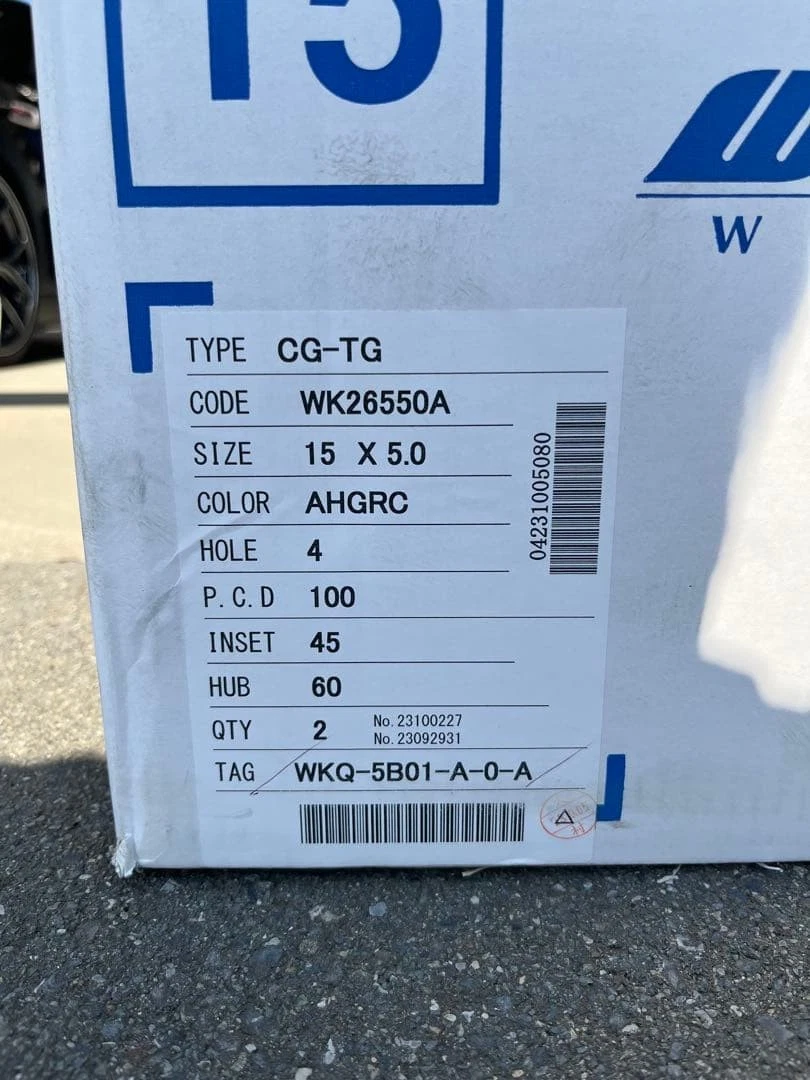 15
W
TYPE CG-TG
CODE WK26550A
SIZE 15 X 5.0
COLOR AHGRC
HOLE 4
P.C.D 100
INSET 45
HUB 60
QTY 2 No.23100227
No.23092931
TAG WKQ-5B01-A-0-A
04231005080